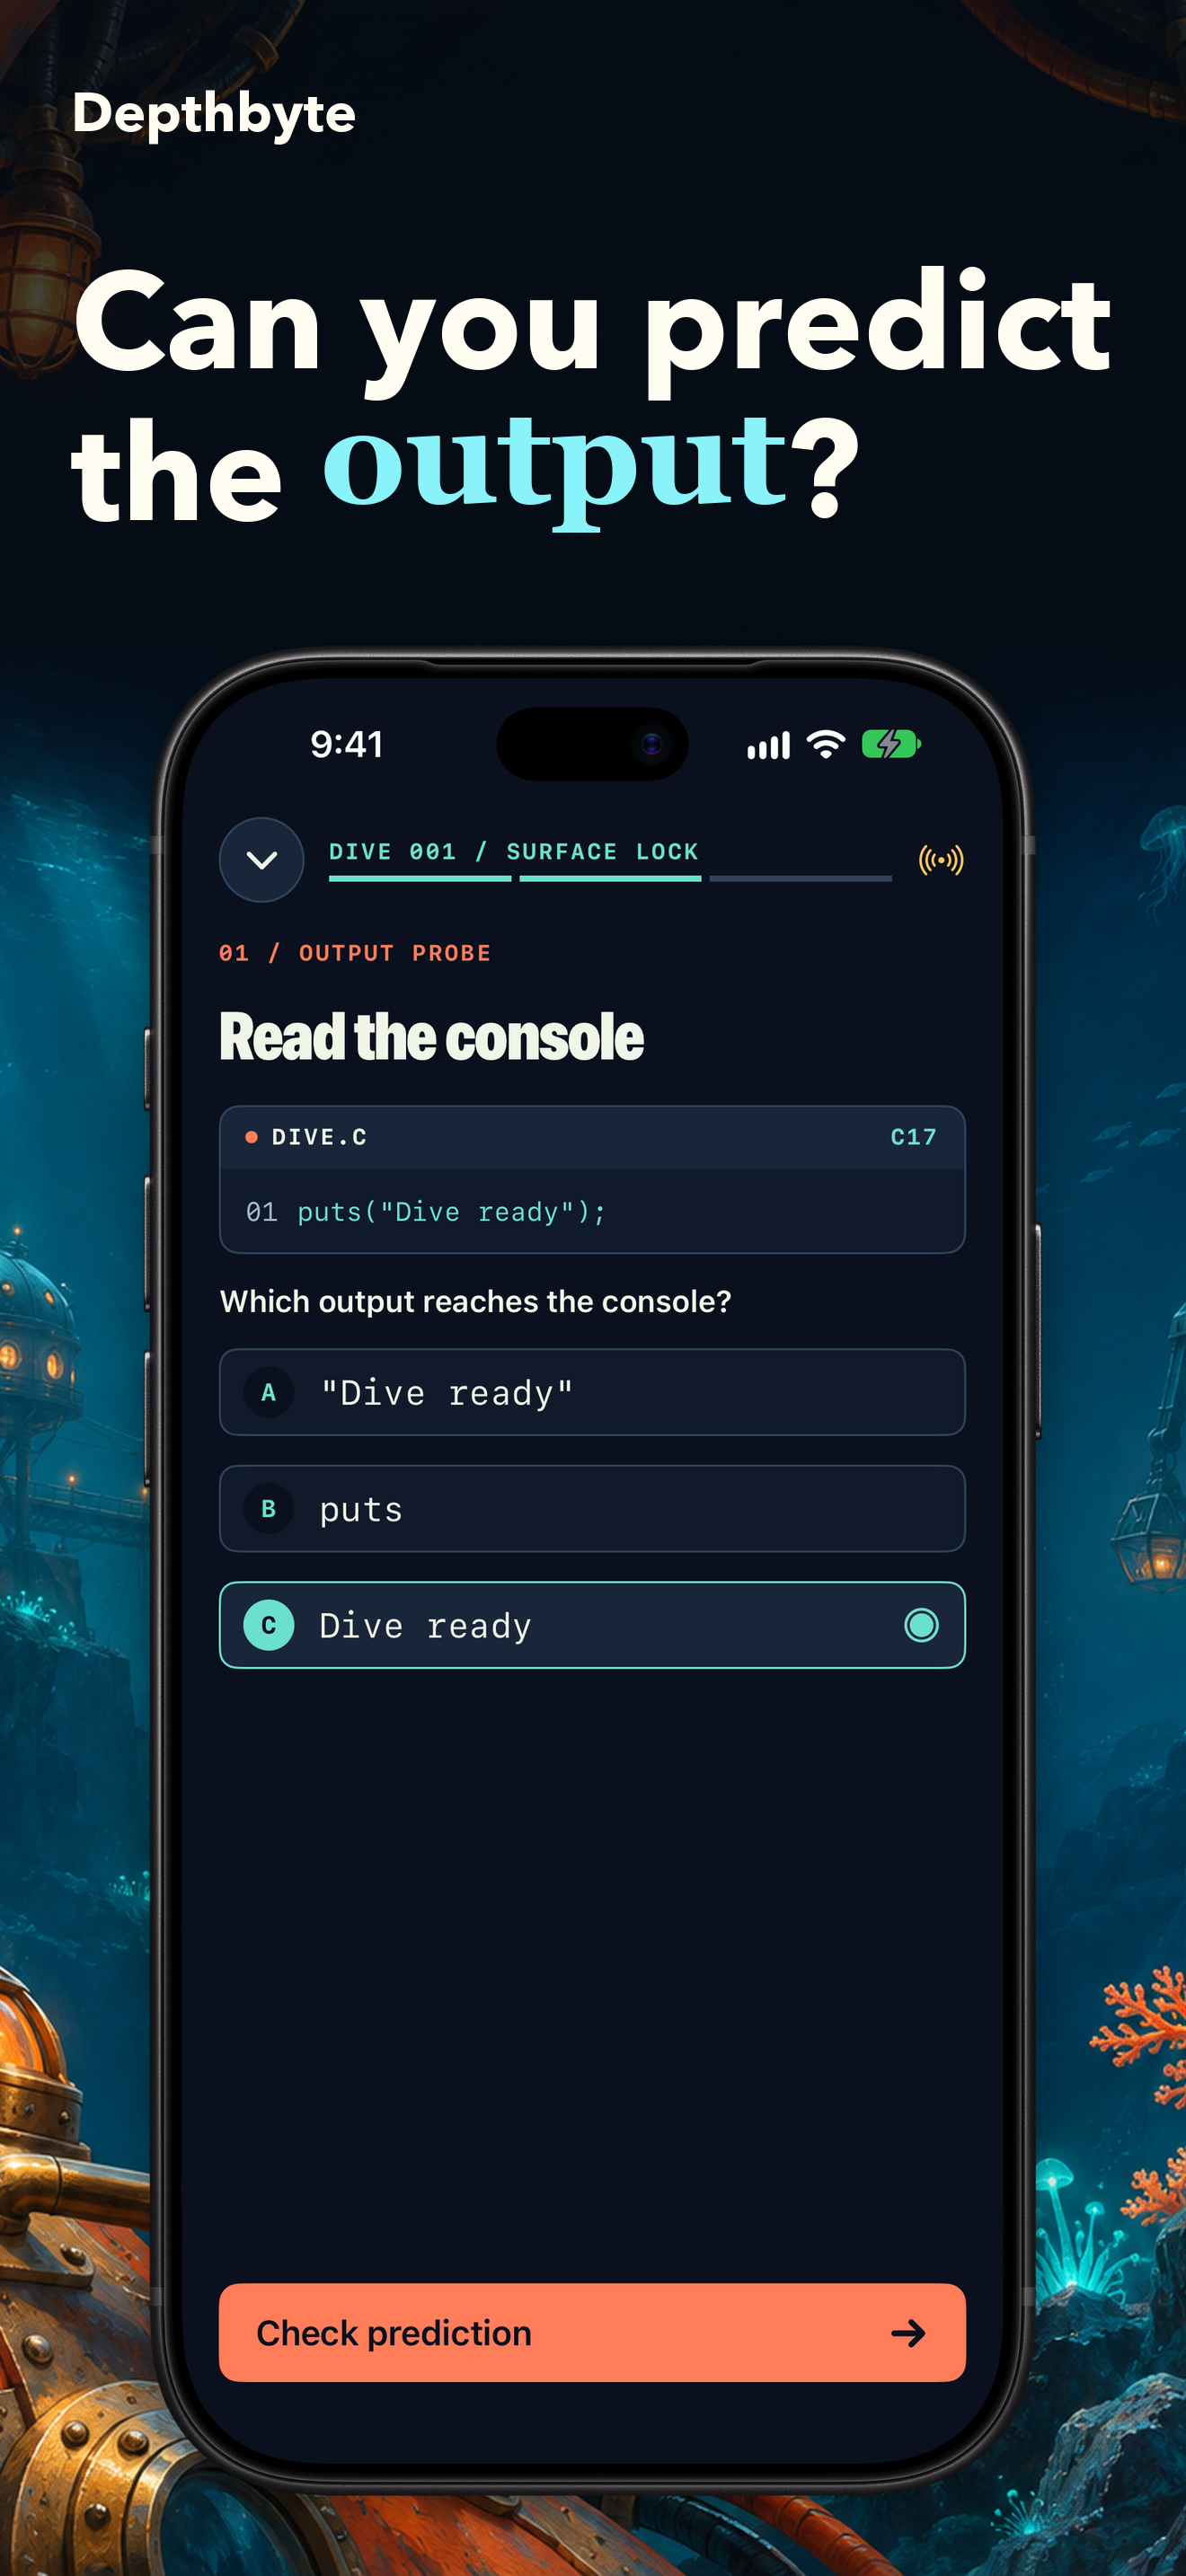 Depthbyte
Can you predict
the output?
9:41
DIVE 001 / SURFACE LOCK
01 / OUTPUT PROBE
Read the console
DIVE.C C17
01 puts("Dive ready");
Which output reaches the console?
A "Dive ready"
B puts
C Dive ready
Check prediction